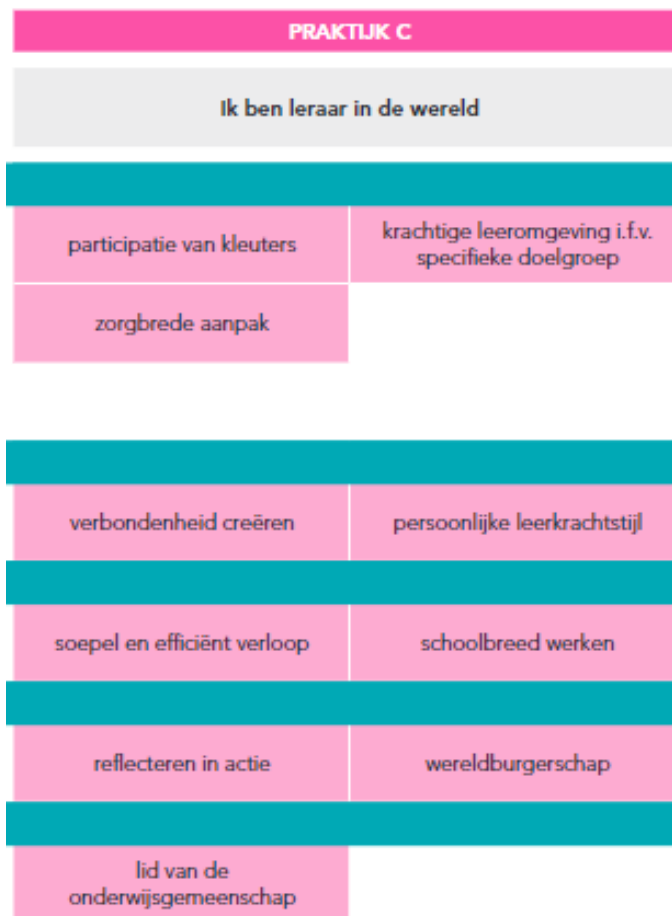 PRAKTIJK C
Ik ben leraar in de wereld
participatie van kleuters
krachtige leeromgeving i.f.v.
specifieke doelgroep
zorgbrede aanpak
verbondenheid creëren
persoonlijke leerkrachtstijl
soepel en efficiënt verloop
schoolbreed werken
reflecteren in actie
wereldburgerschap
lid van de
onderwijsgemeenschap